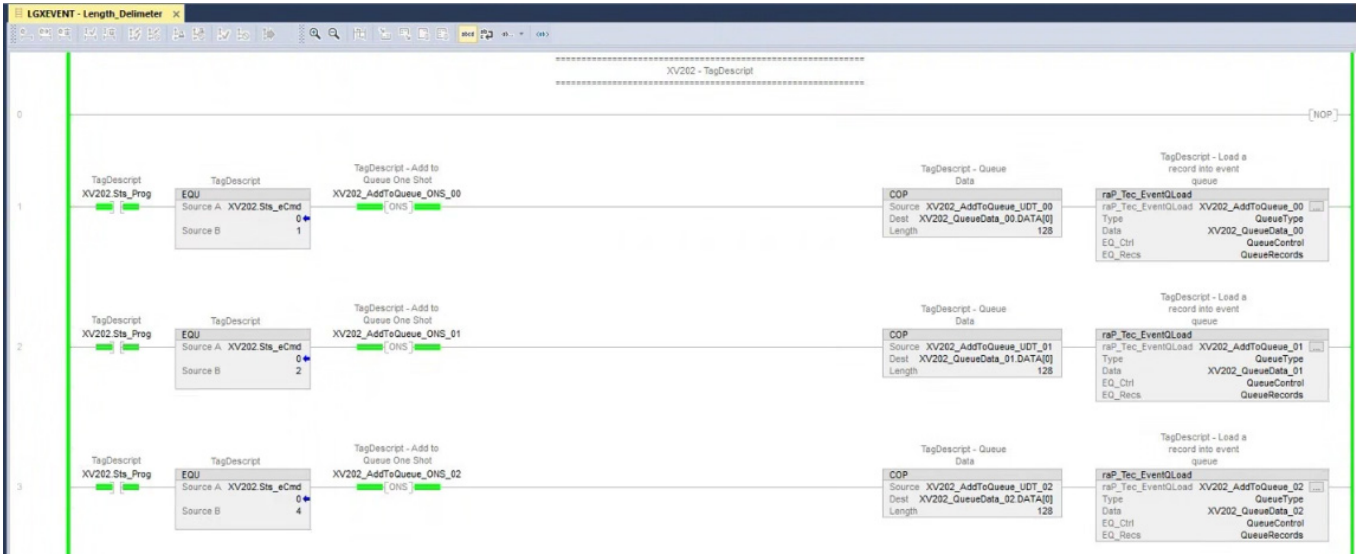 LGXEVENT - Length_Delimeter ×
XV202 - TagDescript
0
NOP
TagDescript
XV202.Sts_Prog
TagDescript
EQU
Source A XV202.Sts_eCmd
0
Source B 1
TagDescript - Add to
Queue One Shot
XV202_AddToQueue_ONS_00
ONS
TagDescript - Queue
Data
COP
Source XV202_AddToQueue_UDT_00
Dest XV202_QueueData_00.DATA[0]
Length 128
TagDescript - Load a
record into event
queue
raP_Tec_EventQLoad
raP_Tec_EventQLoad XV202_AddToQueue_00 ...
Type QueueType
Data XV202_QueueData_00
EQ_Ctrl QueueControl
EQ_Recs QueueRecords
1
TagDescript
XV202.Sts_Prog
TagDescript
EQU
Source A XV202.Sts_eCmd
0
Source B 2
TagDescript - Add to
Queue One Shot
XV202_AddToQueue_ONS_01
ONS
TagDescript - Queue
Data
COP
Source XV202_AddToQueue_UDT_01
Dest XV202_QueueData_01.DATA[0]
Length 128
TagDescript - Load a
record into event
queue
raP_Tec_EventQLoad
raP_Tec_EventQLoad XV202_AddToQueue_01 ...
Type QueueType
Data XV202_QueueData_01
EQ_Ctrl QueueControl
EQ_Recs QueueRecords
2
TagDescript
XV202.Sts_Prog
TagDescript
EQU
Source A XV202.Sts_eCmd
0
Source B 4
TagDescript - Add to
Queue One Shot
XV202_AddToQueue_ONS_02
ONS
TagDescript - Queue
Data
COP
Source XV202_AddToQueue_UDT_02
Dest XV202_QueueData_02.DATA[0]
Length 128
TagDescript - Load a
record into event
queue
raP_Tec_EventQLoad
raP_Tec_EventQLoad XV202_AddToQueue_02 ...
Type QueueType
Data XV202_QueueData_02
EQ_Ctrl QueueControl
EQ_Recs QueueRecords
3